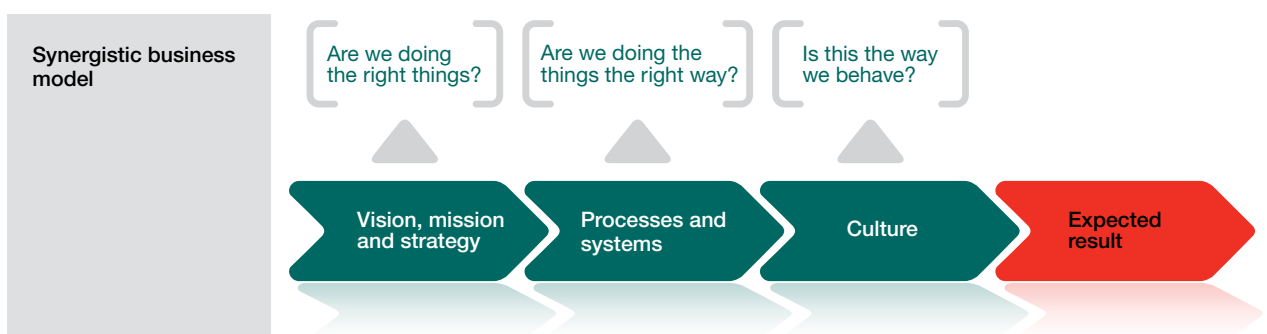 Synergistic business
model
Are we doing
the right things?
Are we doing the
things the right way?
Is this the way
we behave?
Vision, mission
and strategy
Processes and
systems
Culture
Expected
result